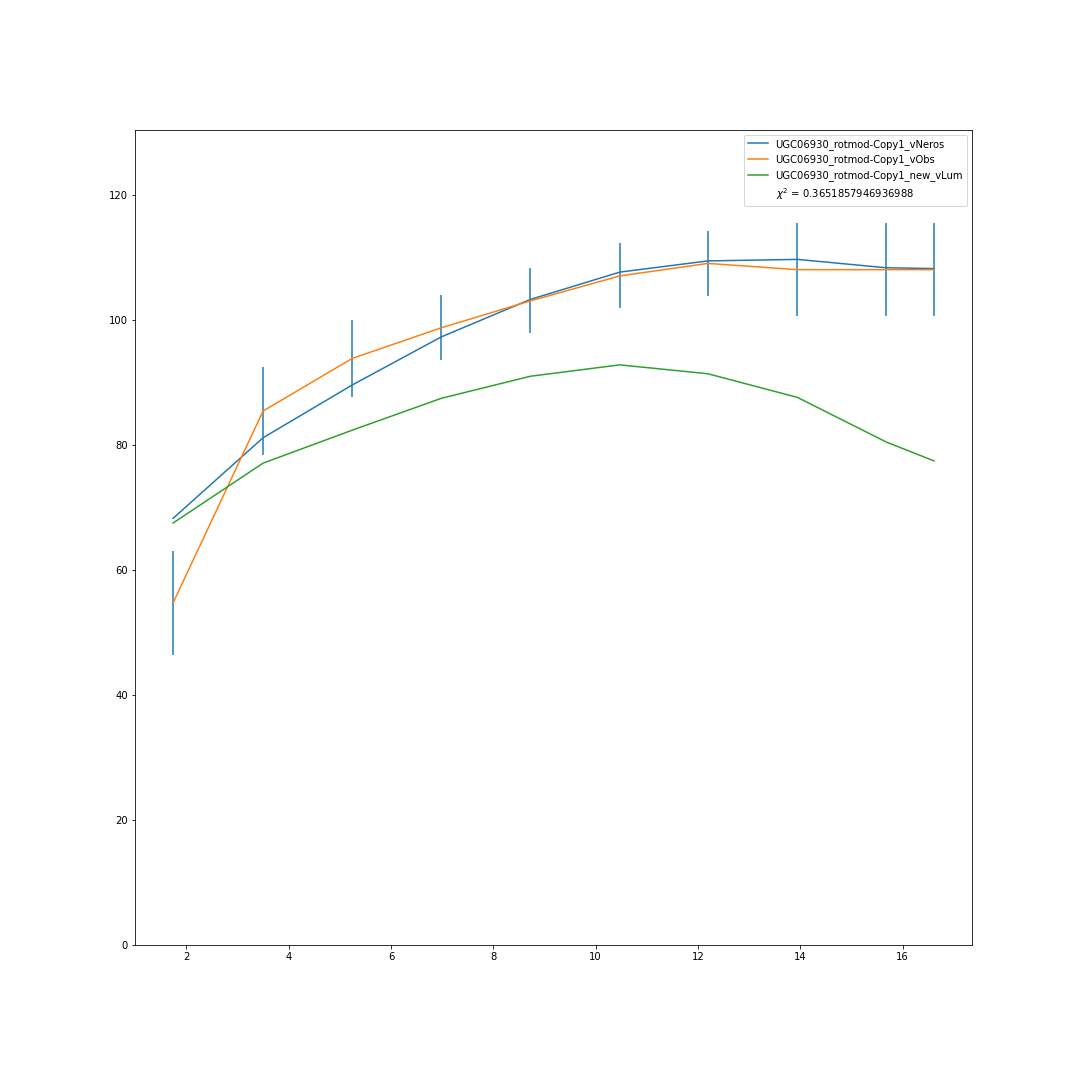 UGC06930_rotmod-Copy1_vNeros
UGC06930_rotmod-Copy1_vObs
UGC06930_rotmod-Copy1_new_vLum
χ² = 0.3651857946936988
120
100
80
60
40
20
0
2 4 6 8 10 12 14 16